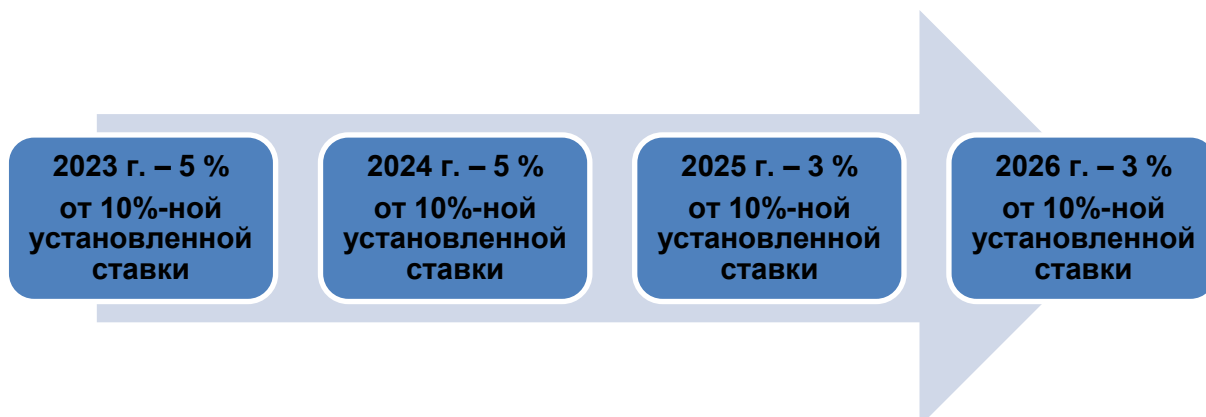 2023 г. – 5 %
от 10%-ной
установленной
ставки
2024 г. – 5 %
от 10%-ной
установленной
ставки
2025 г. – 3 %
от 10%-ной
установленной
ставки
2026 г. – 3 %
от 10%-ной
установленной
ставки